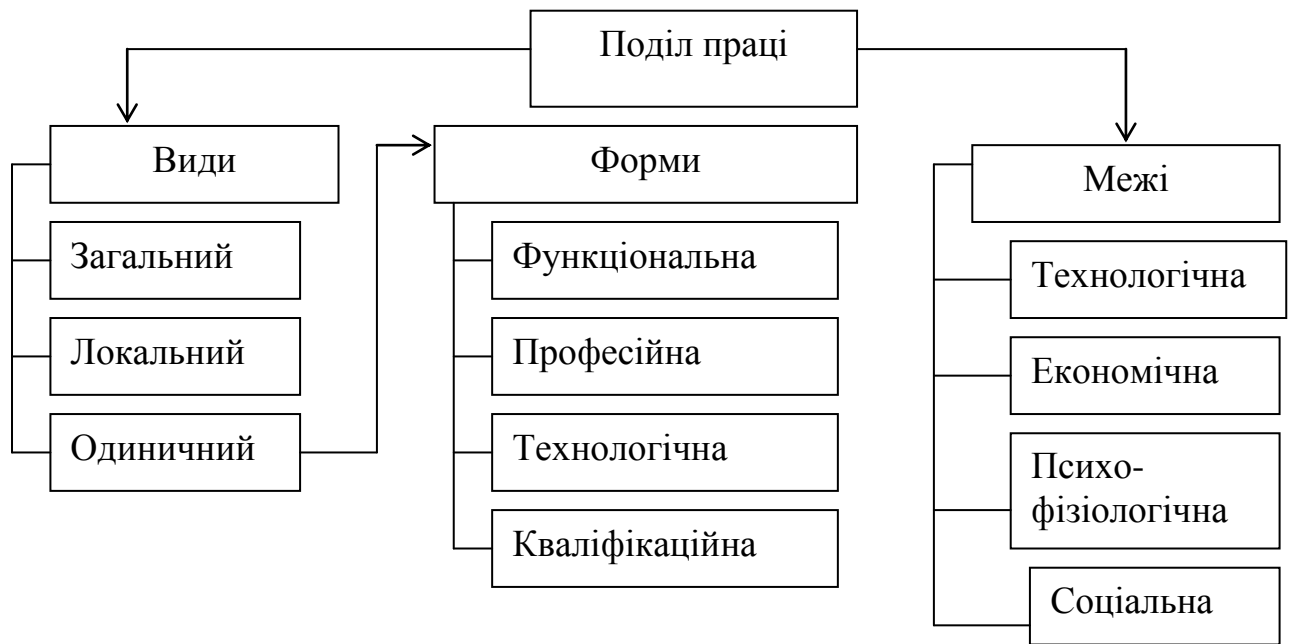 Поділ праці
Види
Загальний
Локальний
Одиничний
Форми
Функціональна
Професійна
Технологічна
Кваліфікаційна
Межі
Технологічна
Економічна
Психо-
фізіологічна
Соціальна